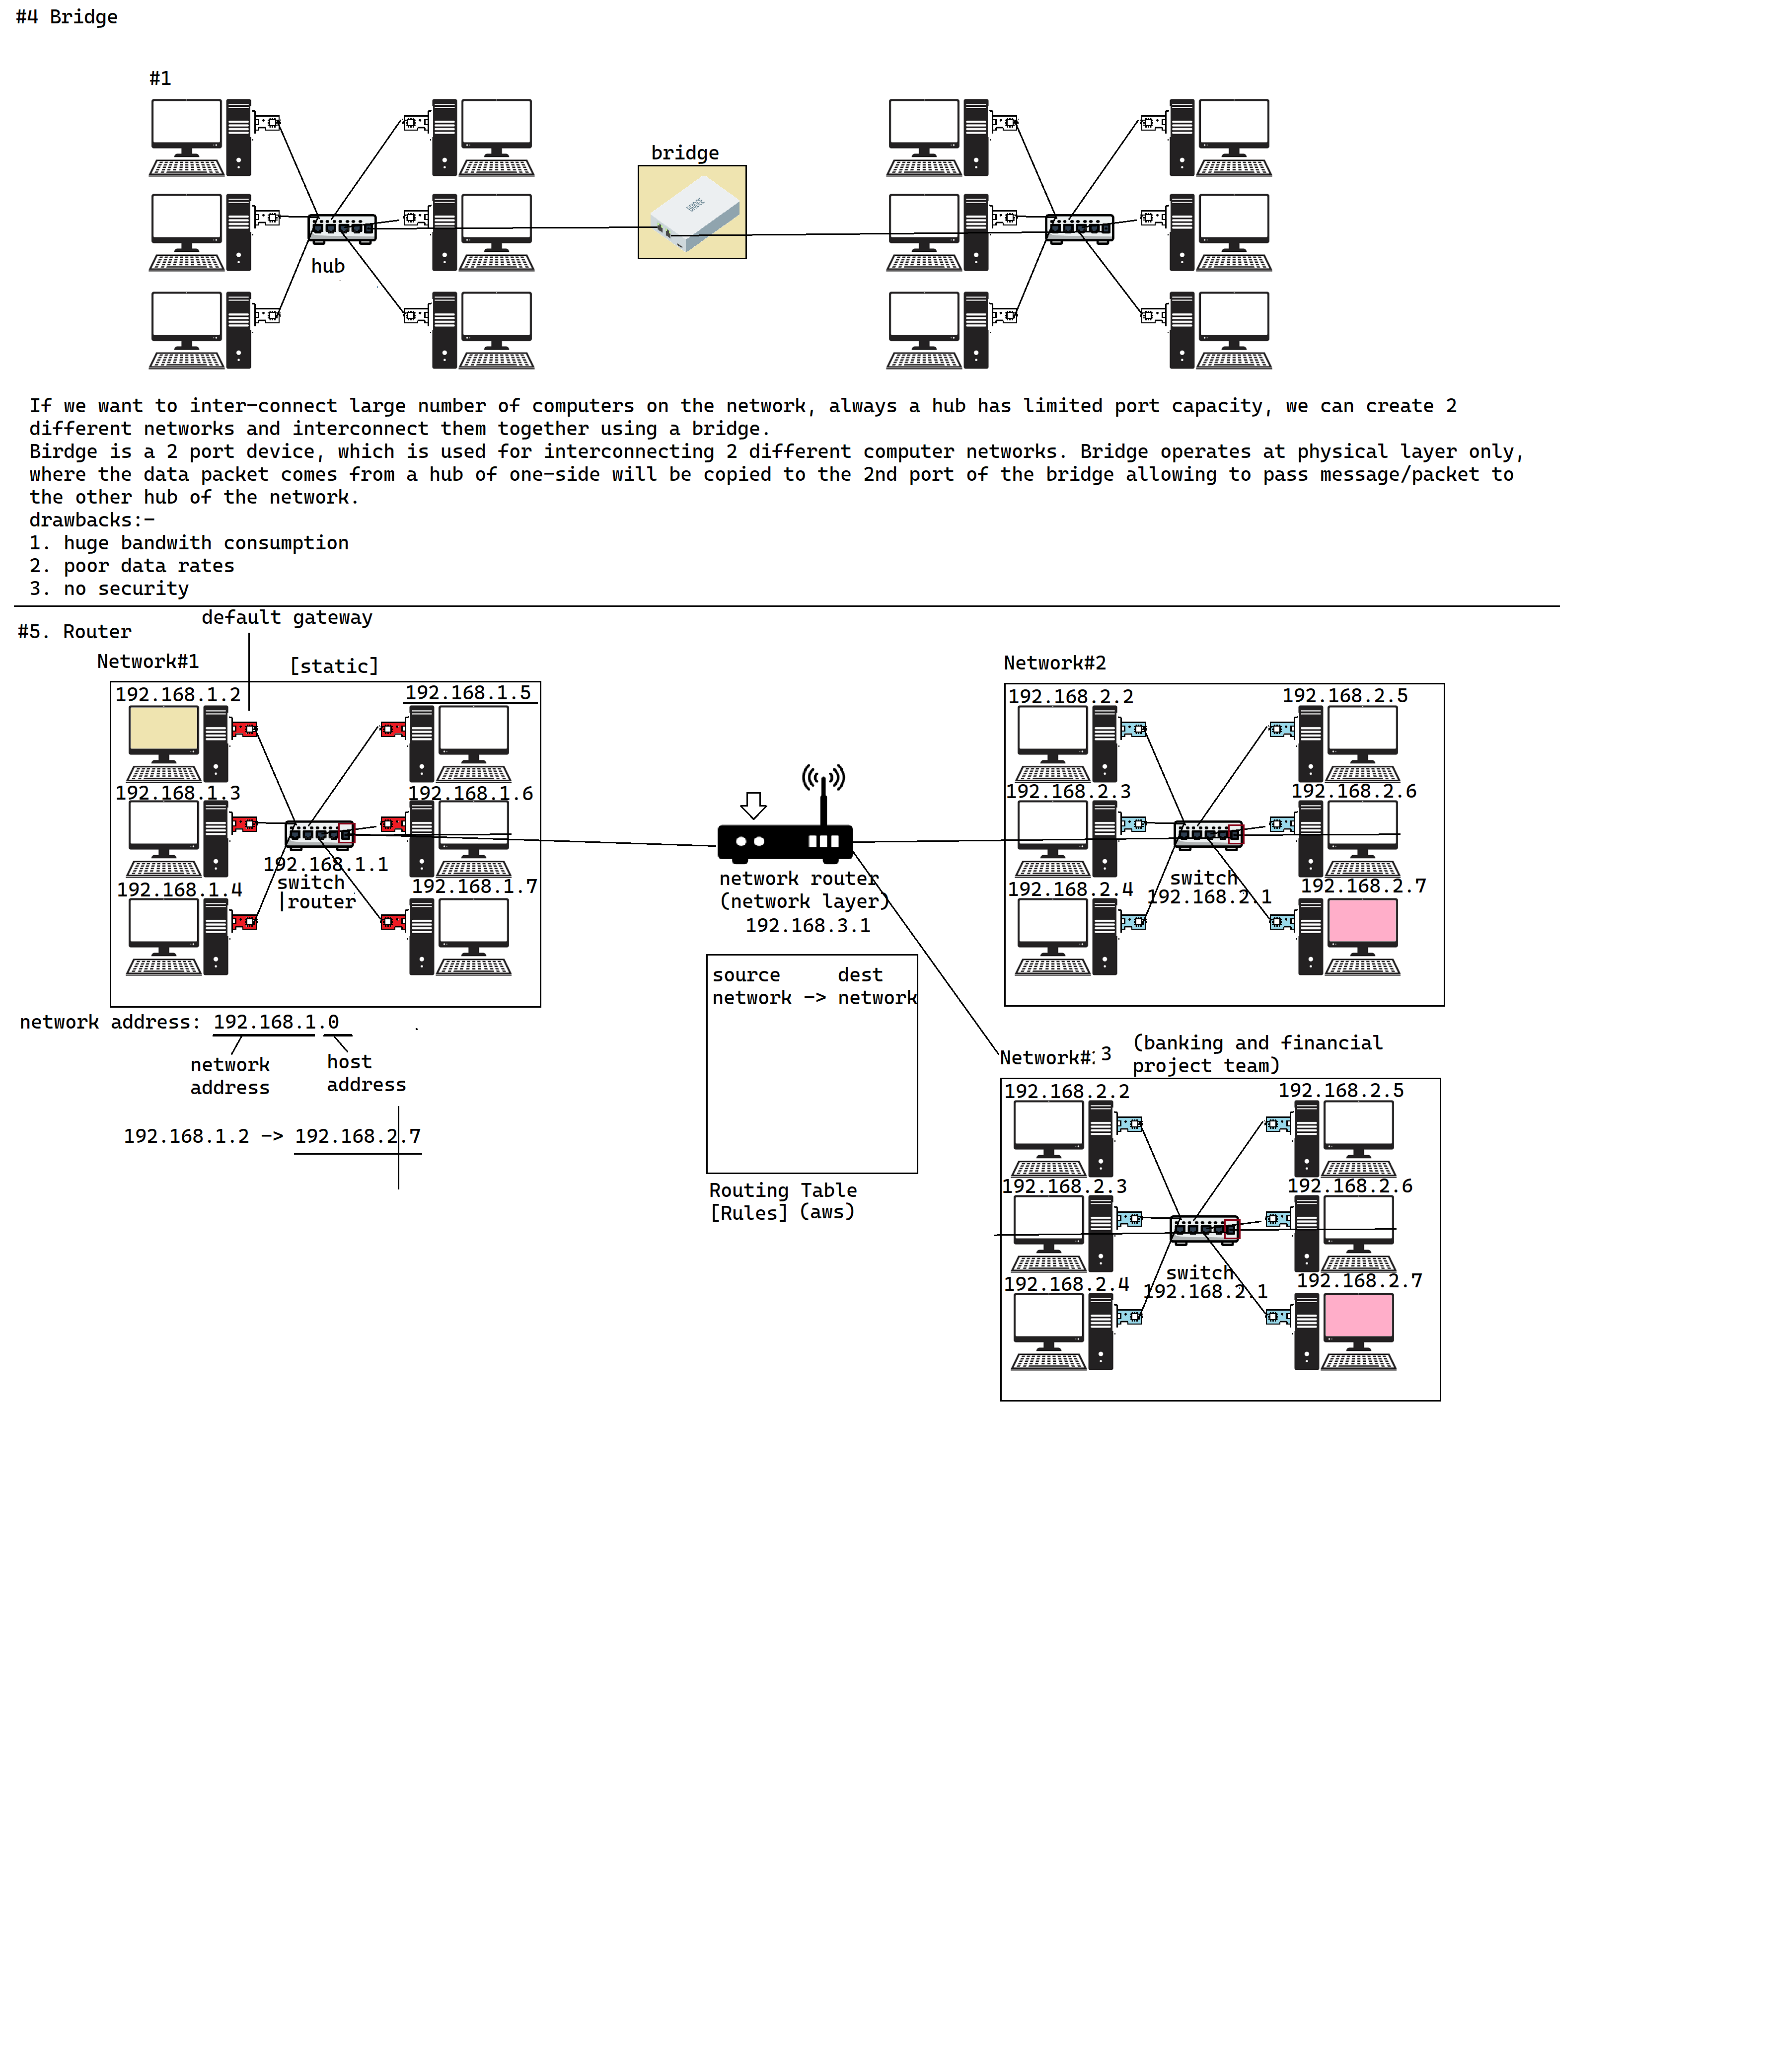 #4 Bridge
#1
bridge
BRIDGE
hub
If we want to inter-connect large number of computers on the network, always a hub has limited port capacity, we can create 2
different networks and interconnect them together using a bridge.
Birdge is a 2 port device, which is used for interconnecting 2 different computer networks. Bridge operates at physical layer only,
where the data packet comes from a hub of one-side will be copied to the 2nd port of the bridge allowing to pass message/packet to
the other hub of the network.
drawbacks:-
1. huge bandwith consumption
2. poor data rates
3. no security
default gateway
#5. Router
Network#1
[static]
192.168.1.2
192.168.1.5
192.168.1.3
192.168.1.6
192.168.1.1
switch
|router
192.168.1.4
192.168.1.7
network address: 192.168.1.0
network
address
host
address
192.168.1.2 -> 192.168.2.7
network router
(network layer)
192.168.3.1
source dest
network -> network
Routing Table
[Rules] (aws)
Network#2
192.168.2.2
192.168.2.5
192.168.2.3
192.168.2.6
192.168.2.4
switch
192.168.2.1
192.168.2.7
Network#: 3
(banking and financial
project team)
192.168.2.2
192.168.2.5
192.168.2.3
192.168.2.6
192.168.2.4
switch
192.168.2.1
192.168.2.7